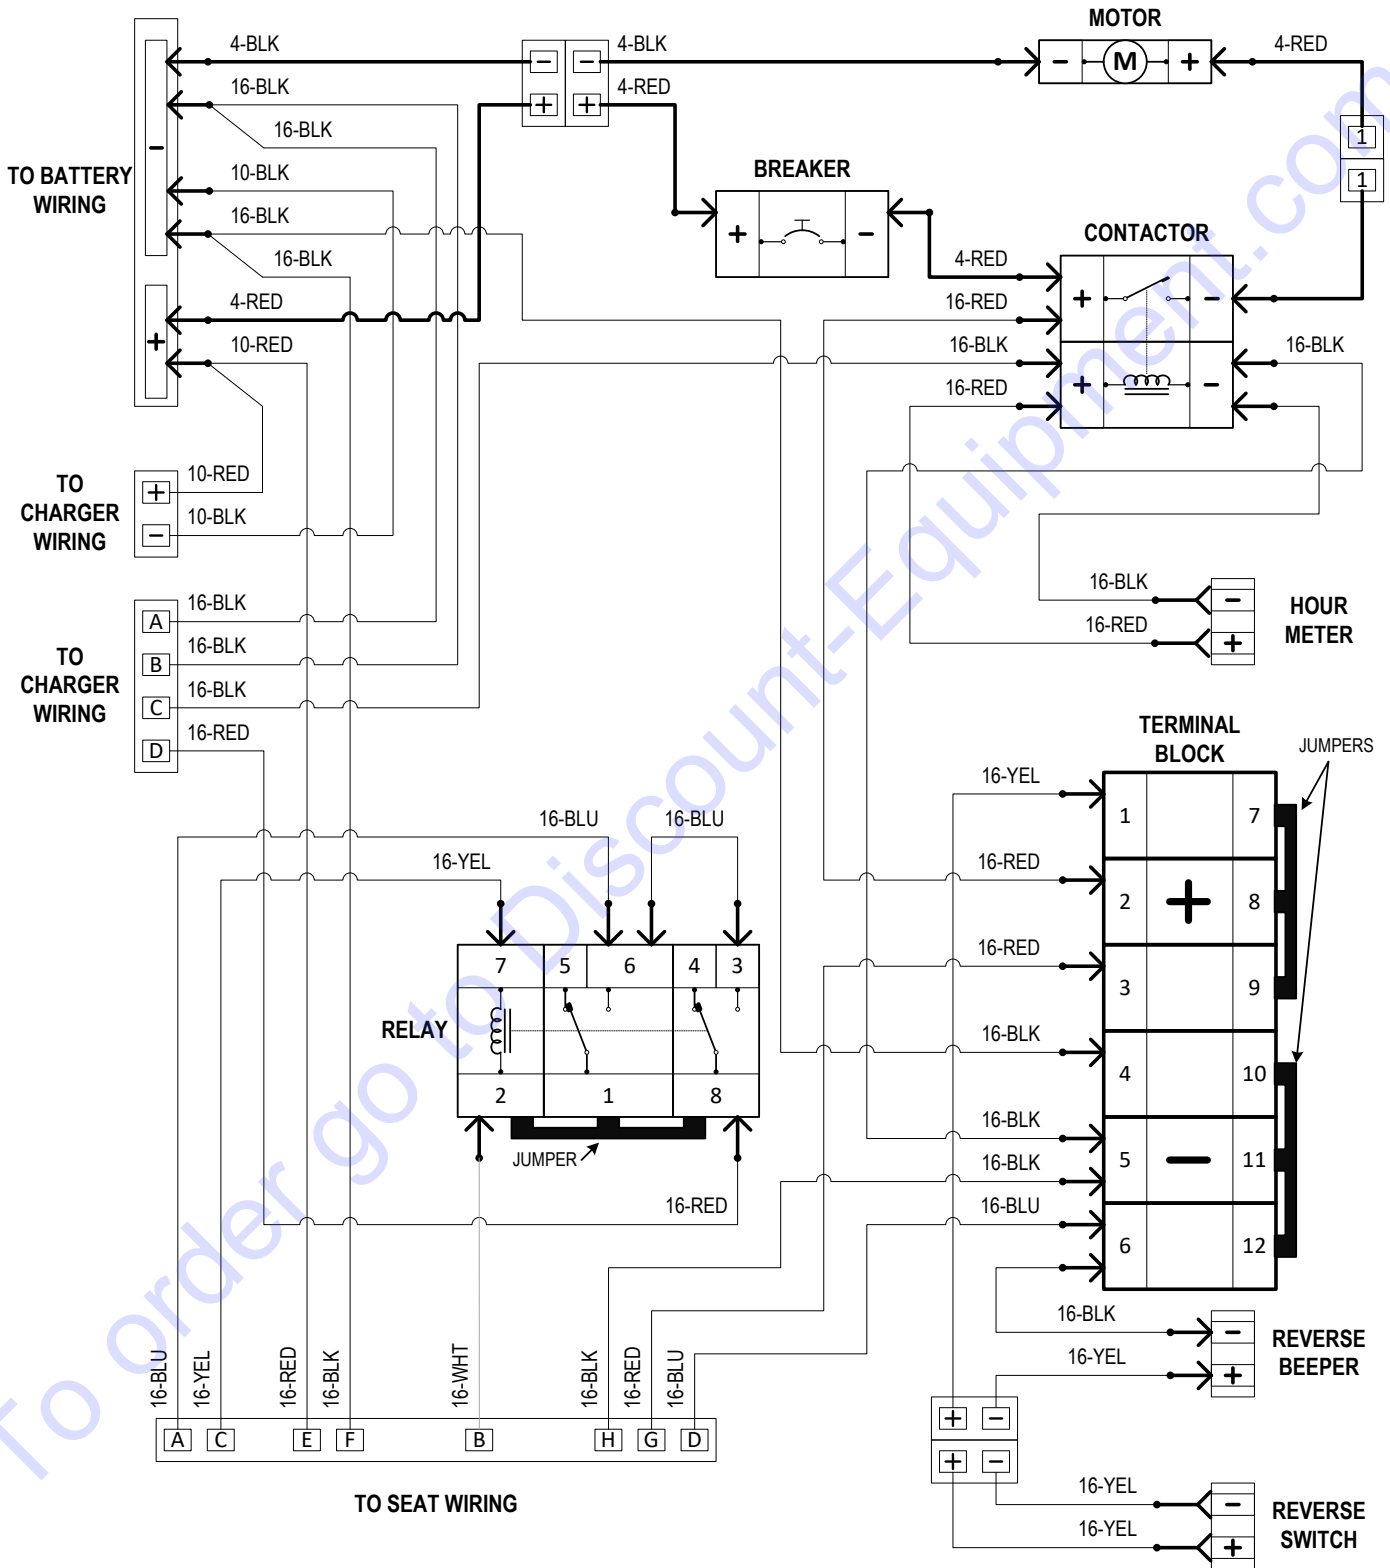 MOTOR
4-BLK
4-BLK
4-RED
−
−
−
M
+
16-BLK
4-RED
+
+
16-BLK
1
−
TO BATTERY
WIRING
10-BLK
BREAKER
1
16-BLK
+
−
CONTACTOR
16-BLK
4-RED
4-RED
16-RED
+
−
+
10-RED
16-BLK
16-BLK
+
−
16-RED
TO
CHARGER
WIRING
10-RED
+
10-BLK
−
16-BLK
−
HOUR
METER
16-RED
+
TO
CHARGER
WIRING
16-BLK
A
16-BLK
B
16-BLK
C
16-RED
D
TERMINAL
BLOCK
JUMPERS
16-YEL
1
7
16-BLU
16-BLU
16-YEL
16-RED
2
+
8
16-RED
3
9
7
5
6
4
3
RELAY
16-BLK
4
10
2
1
8
JUMPER
16-BLK
5
−
11
16-BLK
16-RED
16-BLU
6
12
16-BLK
−
REVERSE
BEEPER
16-YEL
+
16-BLU
16-YEL
16-RED
16-BLK
16-WHT
16-BLK
16-RED
16-BLU
A
C
E
F
B
H
G
D
TO SEAT WIRING
+
−
+
−
16-YEL
−
REVERSE
SWITCH
16-YEL
+
To order go to Discount-Equipment.com